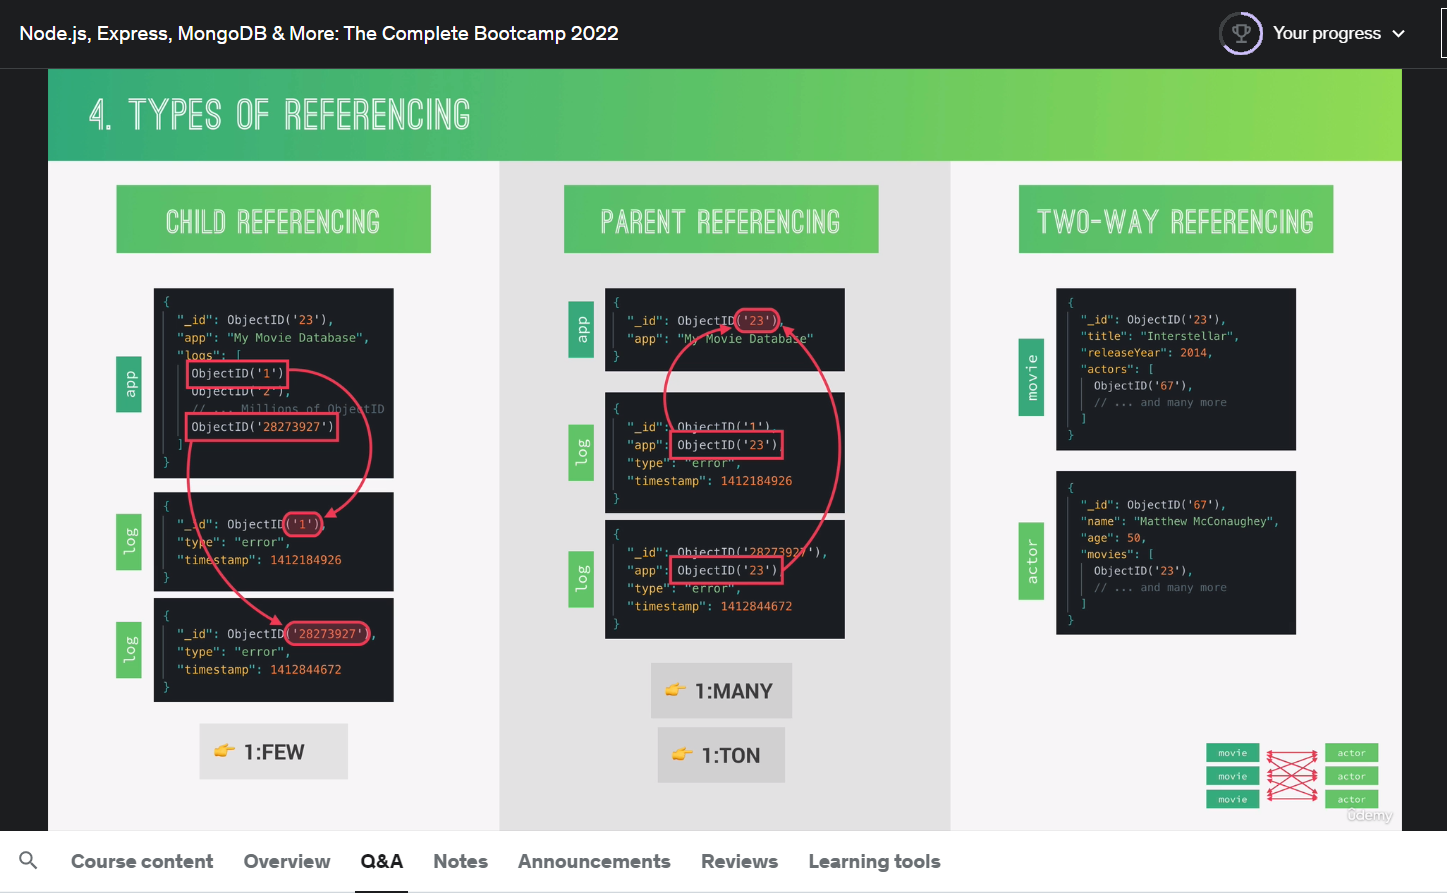 Node.js, Express, MongoDB & More: The Complete Bootcamp 2022
Your progress
4. TYPES OF REFERENCING
CHILD REFERENCING
app
{
"_id": ObjectID('23'),
"app": "My Movie Database",
"logs": [
ObjectID('1')
ObjectID('2'),
// ... Millions of ObjectID
ObjectID('28273927')
]
}
log
{
"_id": ObjectID('1'),
"type": "error",
"timestamp": 1412184926
}
log
{
"_id": ObjectID('28273927'),
"type": "error",
"timestamp": 1412844672
}
👉 1:FEW
PARENT REFERENCING
app
{
"_id": ObjectID('23'),
"app": "My Movie Database"
}
log
{
"_id": ObjectID('1'),
"app": ObjectID('23'),
"type": "error",
"timestamp": 1412184926
}
log
{
"_id": ObjectID('28273927'),
"app": ObjectID('23'),
"type": "error",
"timestamp": 1412844672
}
👉 1:MANY
👉 1:TON
TWO-WAY REFERENCING
movie
{
"_id": ObjectID('23'),
"title": "Interstellar",
"releaseYear": 2014,
"actors": [
ObjectID('67'),
// ... and many more
]
}
actor
{
"_id": ObjectID('67'),
"name": "Matthew McConaughey",
"age": 50,
"movies": [
ObjectID('23'),
// ... and many more
]
}
movie actor
movie actor
movie actor
ûdemy
Course content Overview Q&A Notes Announcements Reviews Learning tools